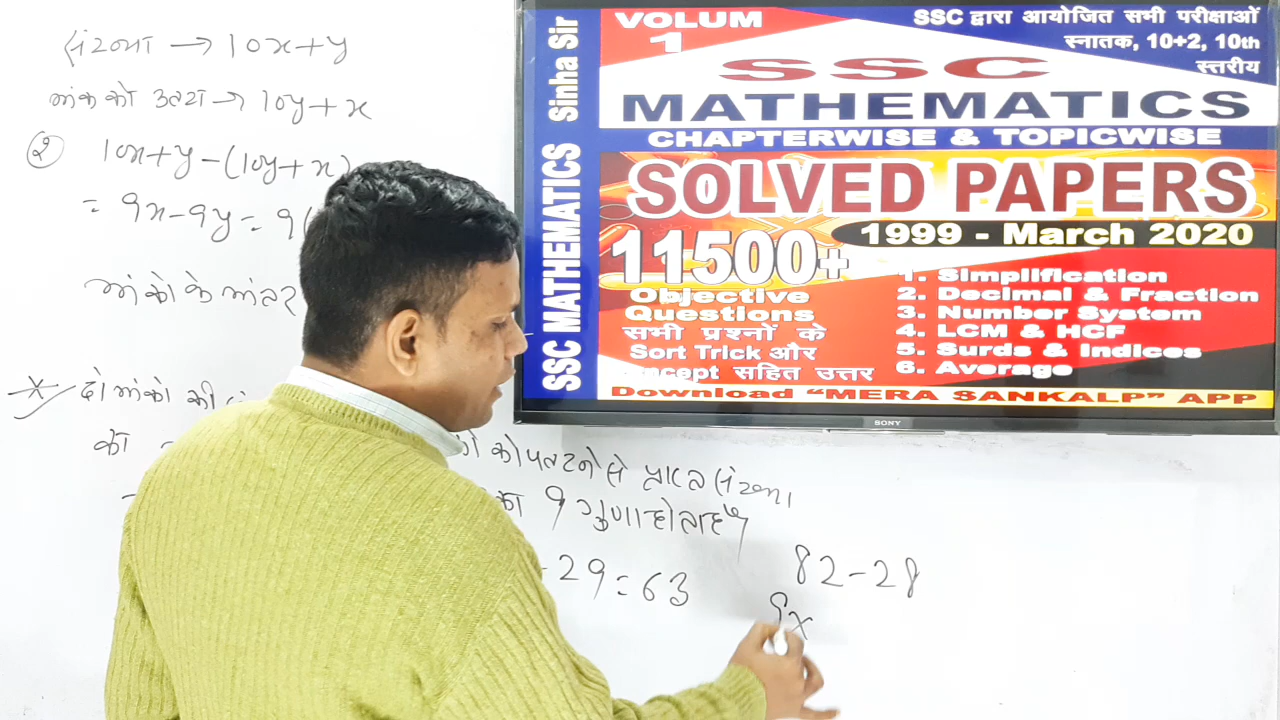 संख्या → 10x+y
अंक को उल्टा → 10y+x
② 10x+y-(10y+x)
= 9x-9y = 9(
अंको के अंतर
* दो अंको की
का को पलटने से प्राप्त संख्या
का 9 गुणा होता है
- 29 = 63
82-28
9x
SSC MATHEMATICS Sinha Sir
VOLUM
1
SSC द्वारा आयोजित सभी परीक्षाओं
स्नातक, 10+2, 10th
स्तरीय
SSC
MATHEMATICS
CHAPTERWISE & TOPICWISE
SOLVED PAPERS
1999 - March 2020
11500+
Objective
Questions
सभी प्रश्नों के
Sort Trick और
ncept सहित उत्तर
1. Simplification
2. Decimal & Fraction
3. Number System
4. LCM & HCF
5. Surds & Indices
6. Average
Download "MERA SANKALP" APP
SONY